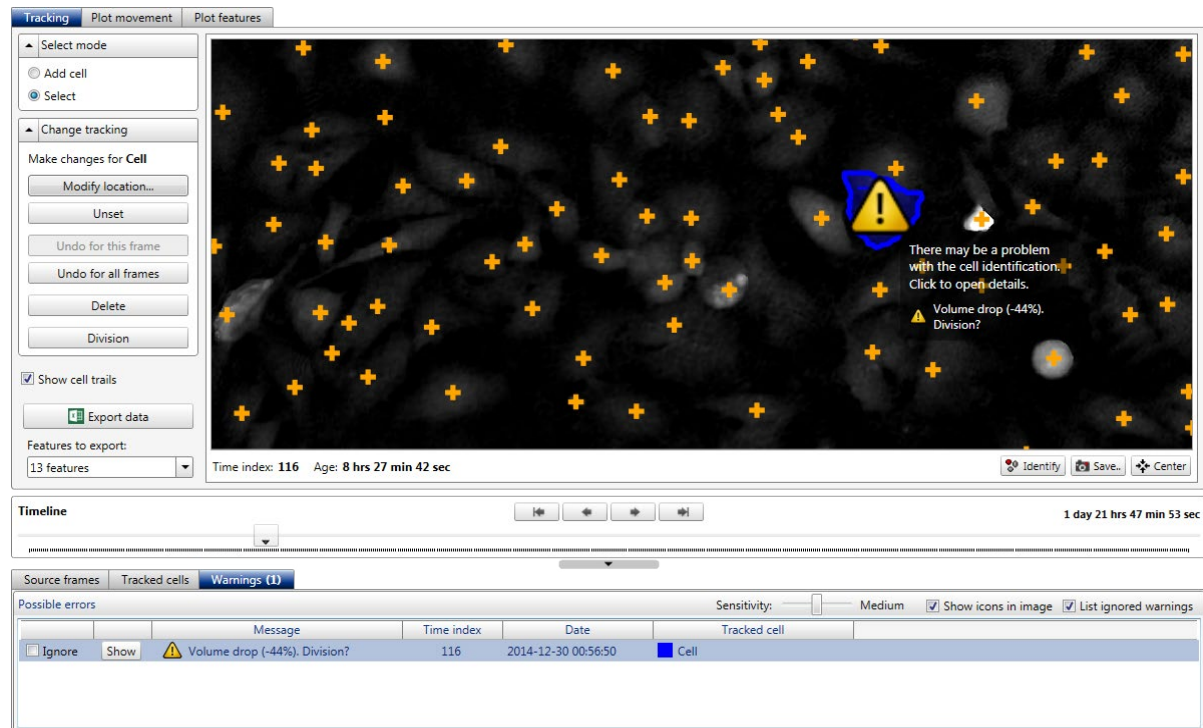 Tracking Plot movement Plot features
Select mode
Add cell
Select
Change tracking
Make changes for Cell
Modify location...
Unset
Undo for this frame
Undo for all frames
Delete
Division
Show cell trails
Export data
Features to export:
13 features
There may be a problem
with the cell identification.
Click to open details.
Volume drop (-44%).
Division?
Time index: 116 Age: 8 hrs 27 min 42 sec
Identify Save.. Center
Timeline
1 day 21 hrs 47 min 53 sec
Source frames Tracked cells Warnings (1)
Possible errors Sensitivity: Medium Show icons in image List ignored warnings
Message Time index Date Tracked cell
Ignore Show Volume drop (-44%). Division? 116 2014-12-30 00:56:50 Cell